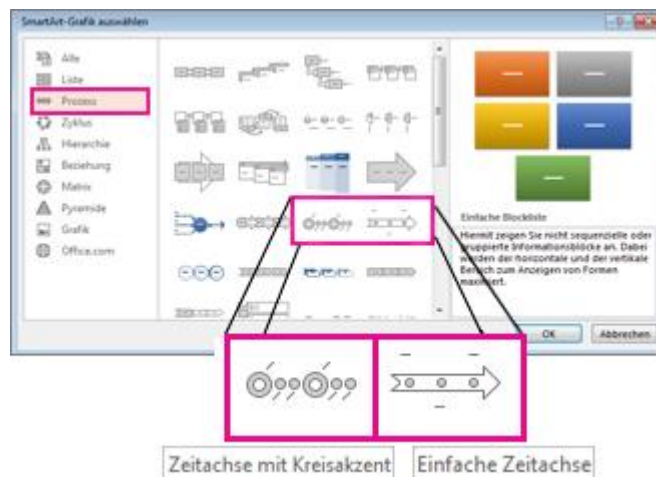 SmartArt-Grafik auswählen
Alle
Liste
Prozess
Zyklus
Hierarchie
Beziehung
Matrix
Pyramide
Grafik
Office.com
Einfache Blockliste
Hiermit zeigen Sie nicht sequenzielle oder
gruppierte Informationsblöcke an. Dabei
werden der horizontale und der vertikale
Bereich zum Anzeigen von Formen
maximiert.
OK
Abbrechen
Zeitachse mit Kreisakzent
Einfache Zeitachse